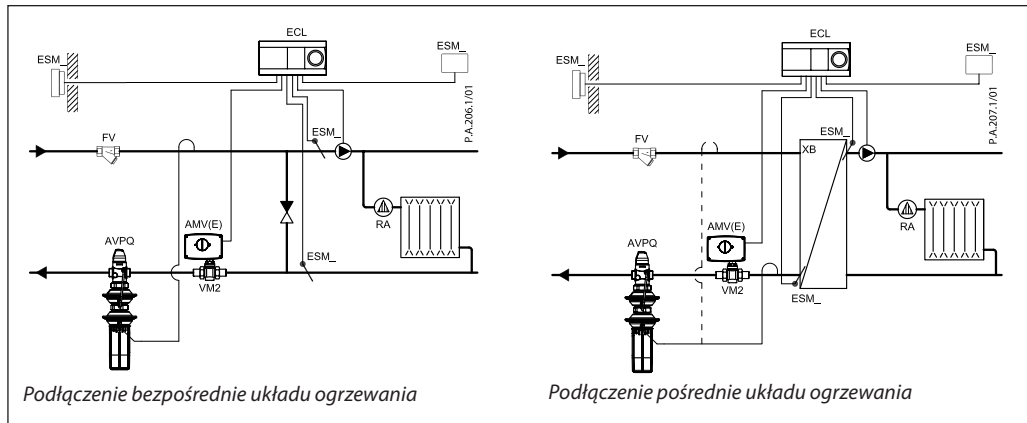 ECL
ESM_
ESM_
P.A.206.1/01
FV
ESM_
AMV(E)
RA
AVPQ
VM2
ESM_
Podłączenie bezpośrednie układu ogrzewania
ECL
ESM_
ESM_
P.A.207.1/01
FV
ESM_
XB
AMV(E)
RA
AVPQ
VM2
ESM_
Podłączenie pośrednie układu ogrzewania